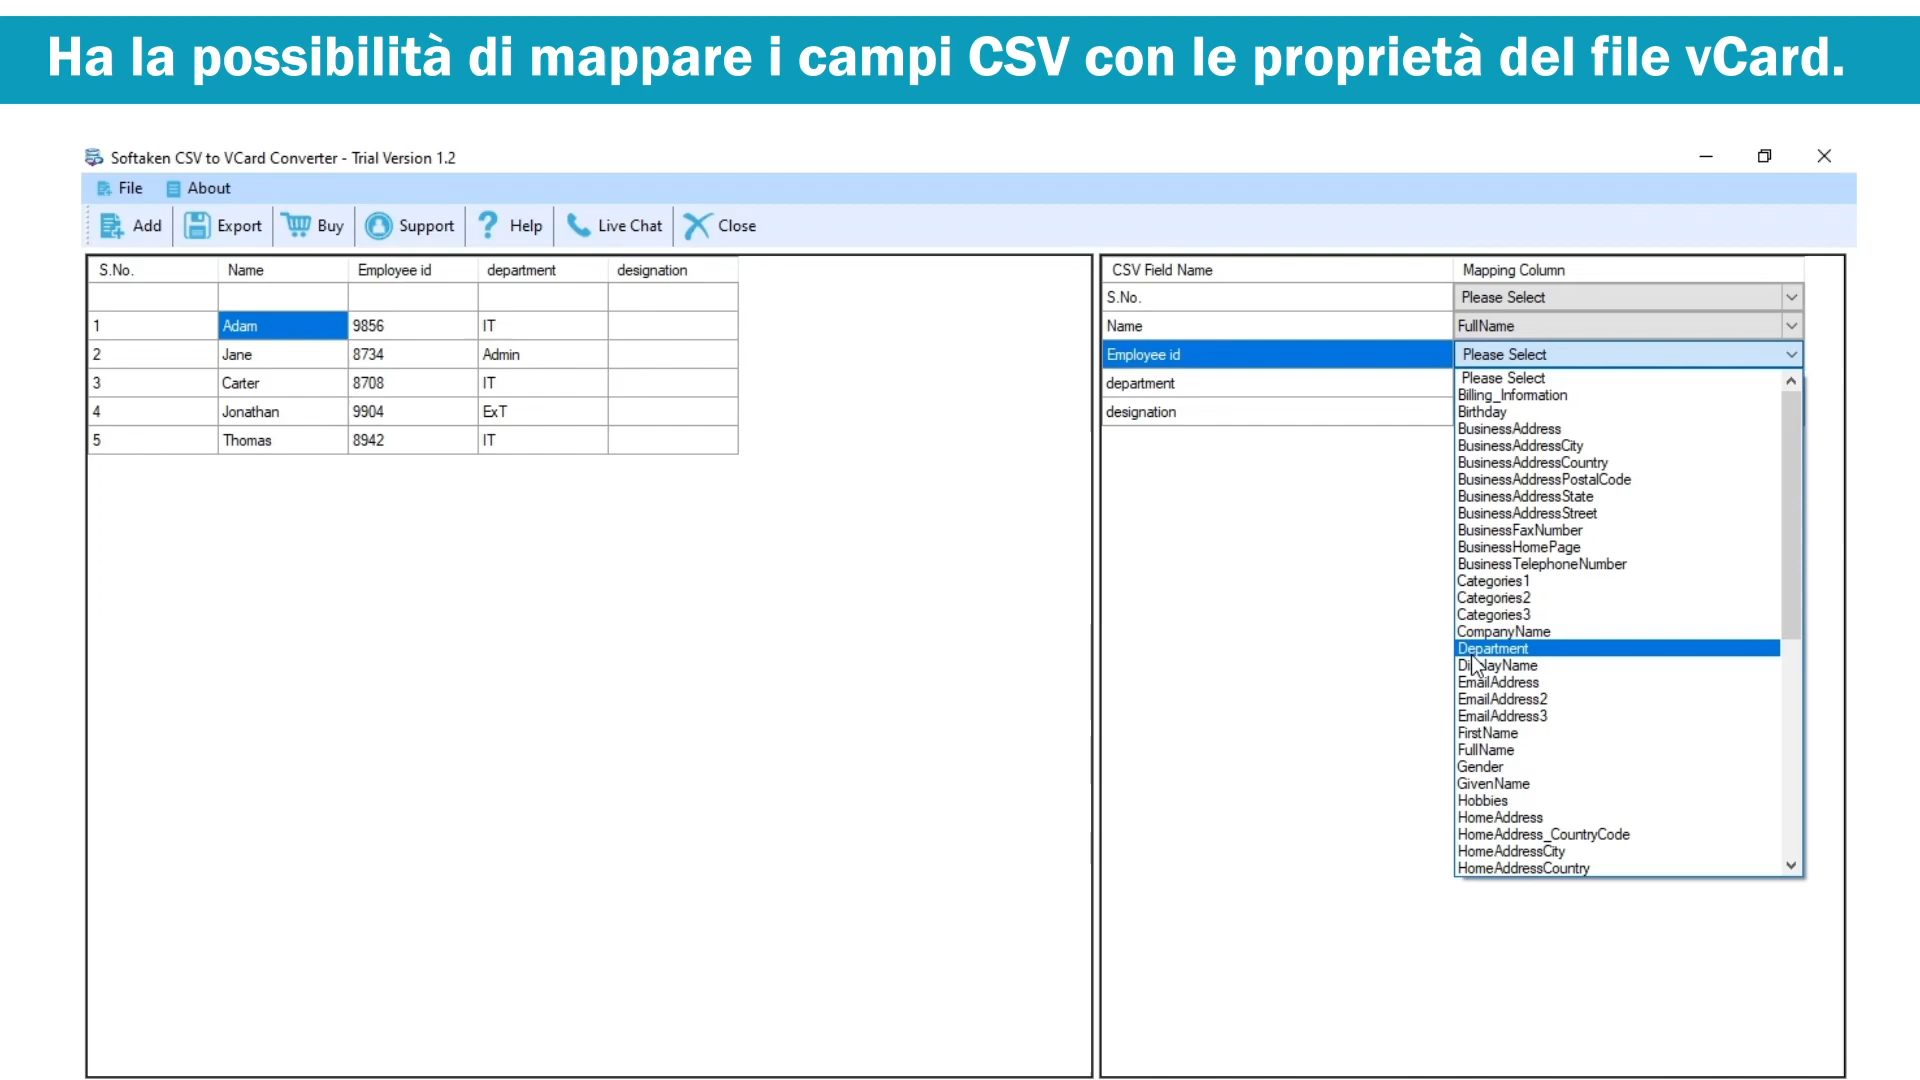 Ha la possibilità di mappare i campi CSV con le proprietà del file vCard.
Softaken CSV to VCard Converter - Trial Version 1.2
File About
Add Export Buy Support Help Live Chat Close
S.No. Name Employee id department designation
1 Adam 9856 IT
2 Jane 8734 Admin
3 Carter 8708 IT
4 Jonathan 9904 ExT
5 Thomas 8942 IT
CSV Field Name Mapping Column
S.No. Please Select
Name FullName
Employee id Please Select
department
designation
Please Select
Billing_Information
Birthday
BusinessAddress
BusinessAddressCity
BusinessAddressCountry
BusinessAddressPostalCode
BusinessAddressState
BusinessAddressStreet
BusinessFaxNumber
BusinessHomePage
BusinessTelephoneNumber
Categories1
Categories2
Categories3
CompanyName
Department
DisplayName
EmailAddress
EmailAddress2
EmailAddress3
FirstName
FullName
Gender
GivenName
Hobbies
HomeAddress
HomeAddress_CountryCode
HomeAddressCity
HomeAddressCountry